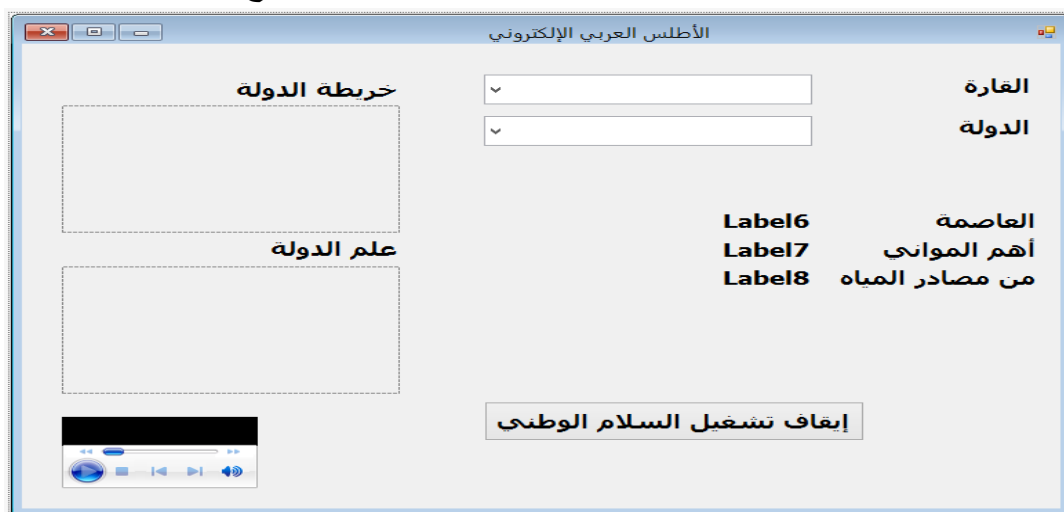 الأطلس العربي الإلكتروني
القارة
خريطة الدولة
الدولة
العاصمة Label6
علم الدولة
أهم المواني Label7
من مصادر المياه Label8
إيقاف تشغيل السلام الوطني